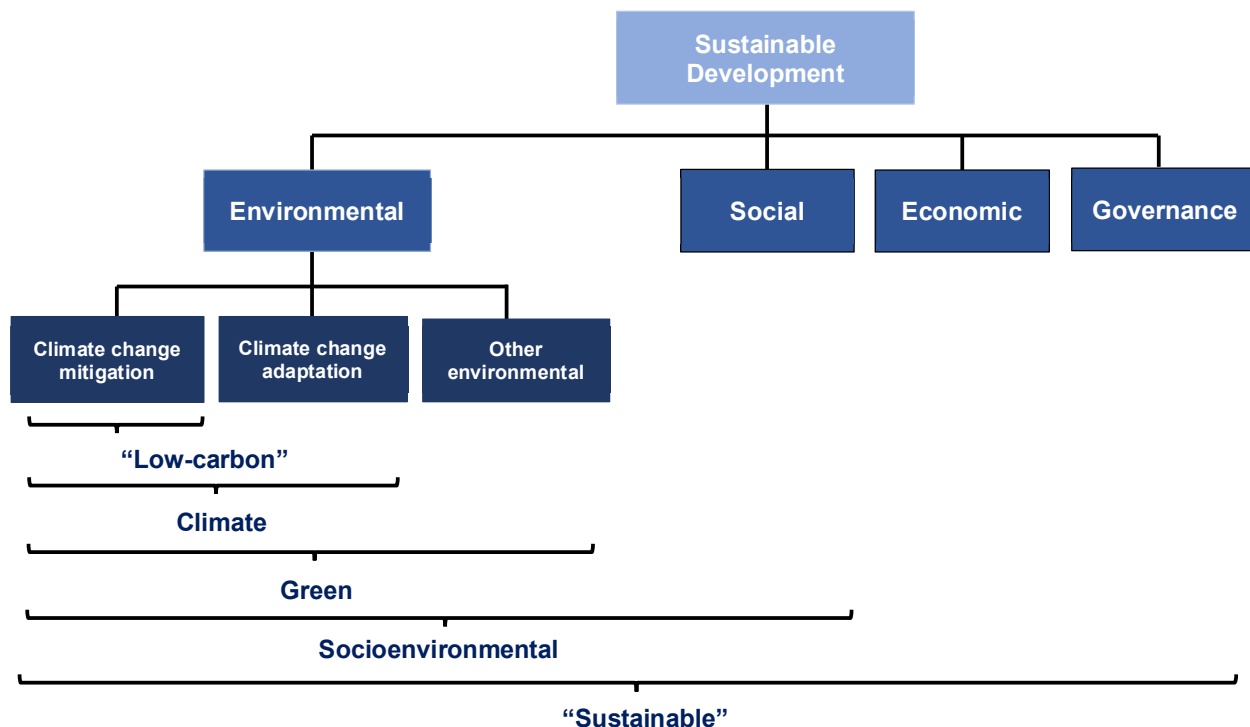 Sustainable
Development
Environmental
Social
Economic
Governance
Climate change
mitigation
Climate change
adaptation
Other
environmental
“Low-carbon”
Climate
Green
Socioenvironmental
“Sustainable”